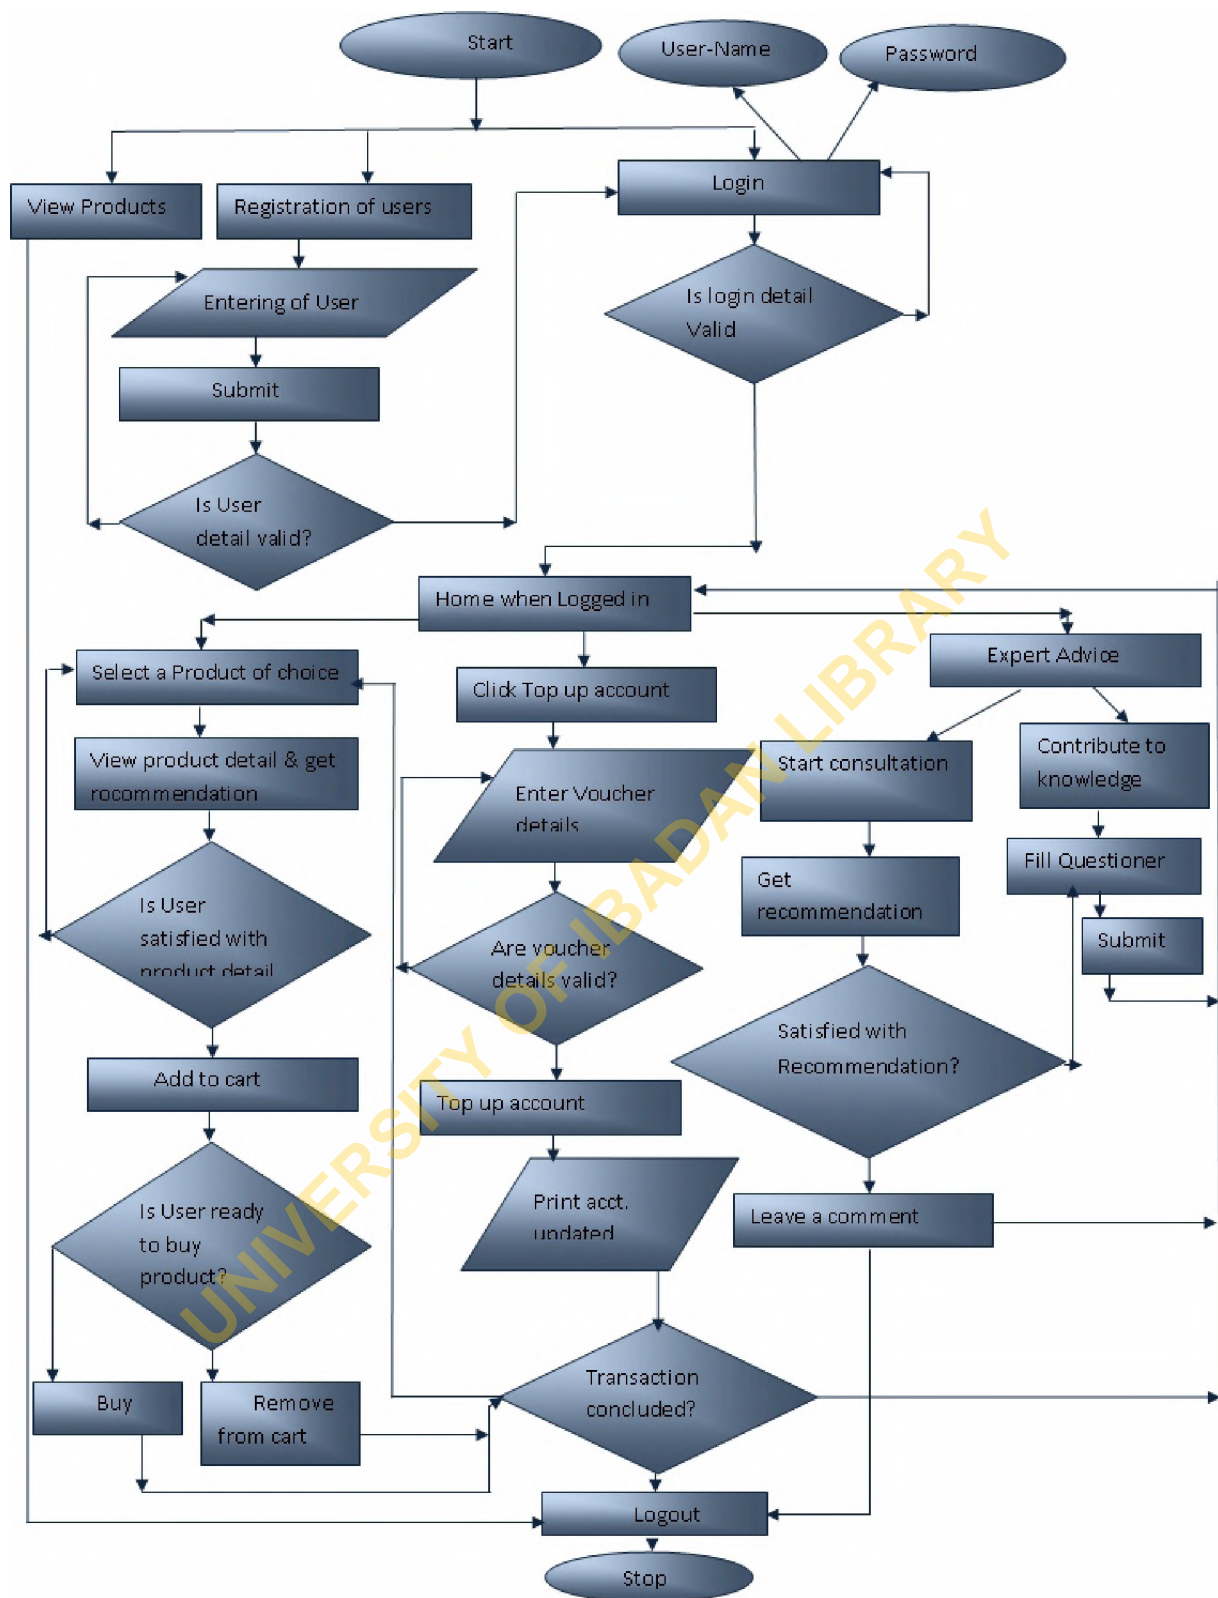 Start
User-Name
Password
View Products
Registration of users
Login
Entering of User
Is login detail
Valid
Submit
Is User
detail valid?
Home when Logged in
Select a Product of choice
Click Top up account
Expert Advice
View product detail & get
rocommendation
Enter Voucher
details
Start consultation
Contribute to
knowledge
Is User
satisfied with
product detail
Are voucher
details valid?
Get
recommendation
Fill Questioner
Submit
Satisfied with
Recommendation?
Add to cart
Top up account
Is User ready
to buy
product?
Print acct.
undated
Leave a comment
Buy
Remove
from cart
Transaction
concluded?
Logout
Stop
UNIVERSITY OF IBADAN LIBRARY